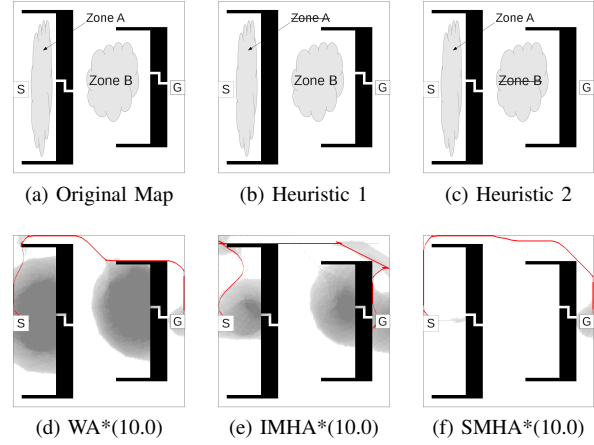 Zone A
Zone B
S
G
Zone A
Zone B
S
G
Zone A
Zone B
S
G
(a) Original Map
(b) Heuristic 1
(c) Heuristic 2
S
G
S
G
S
G
(d) WA*(10.0)
(e) IMHA*(10.0)
(f) SMHA*(10.0)